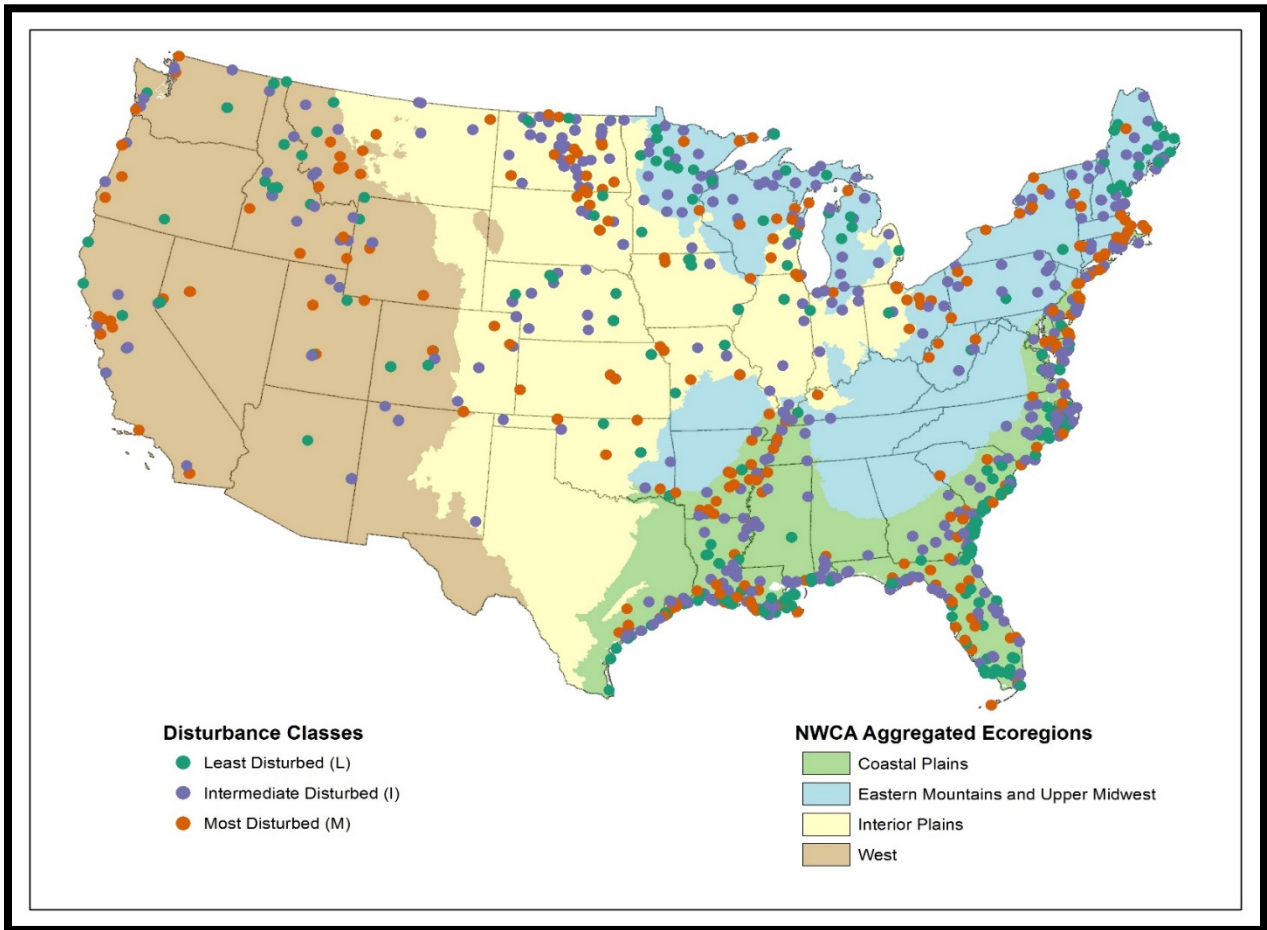 Disturbance Classes
Least Disturbed (L)
Intermediate Disturbed (I)
Most Disturbed (M)
NWCA Aggregated Ecoregions
Coastal Plains
Eastern Mountains and Upper Midwest
Interior Plains
West